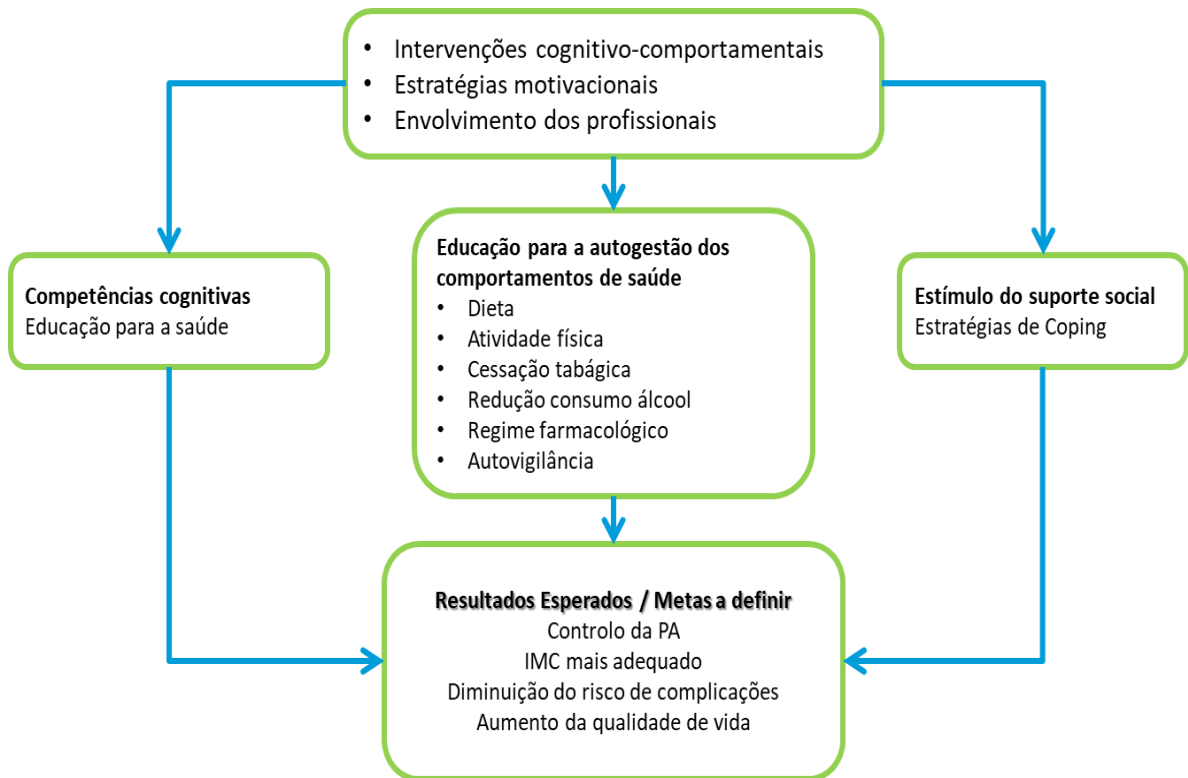 • Intervenções cognitivo-comportamentais
• Estratégias motivacionais
• Envolvimento dos profissionais
Competências cognitivas
Educação para a saúde
Educação para a autogestão dos
comportamentos de saúde
• Dieta
• Atividade física
• Cessação tabágica
• Redução consumo álcool
• Regime farmacológico
• Autovigilância
Estímulo do suporte social
Estratégias de Coping
Resultados Esperados / Metas a definir
Controlo da PA
IMC mais adequado
Diminuição do risco de complicações
Aumento da qualidade de vida